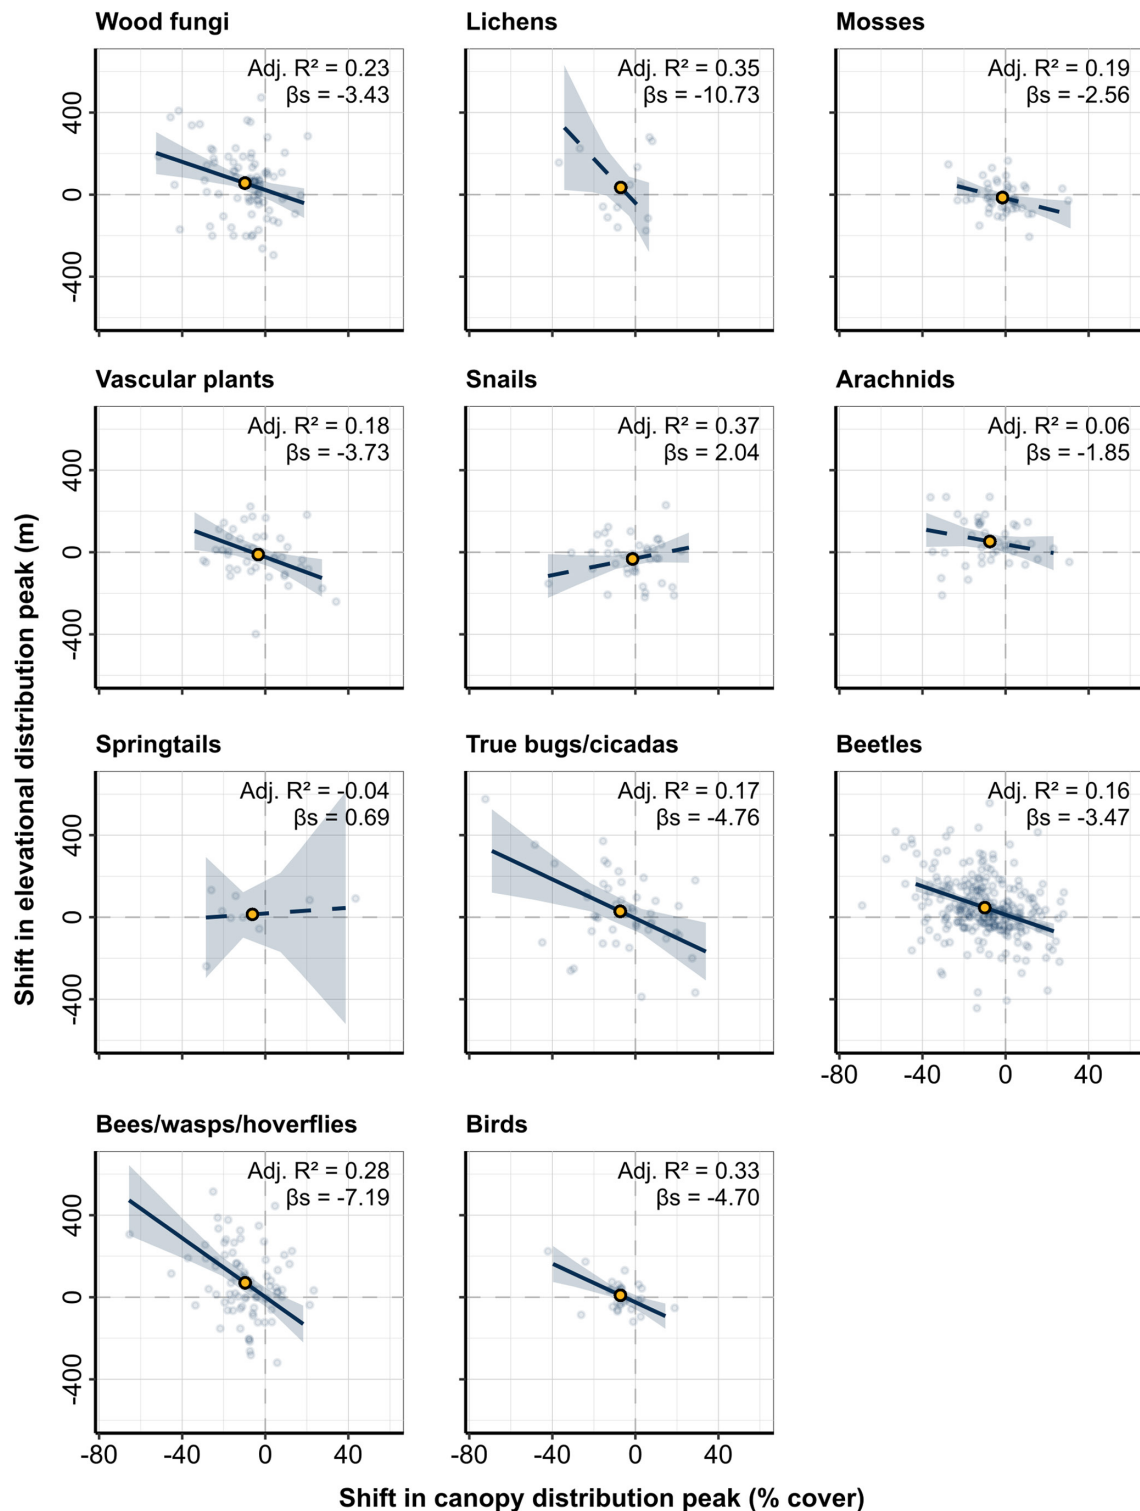 Wood fungi
Adj. R² = 0.23
βs = -3.43
Lichens
Adj. R² = 0.35
βs = -10.73
Mosses
Adj. R² = 0.19
βs = -2.56
400
0
-400
Vascular plants
Adj. R² = 0.18
βs = -3.73
Snails
Adj. R² = 0.37
βs = 2.04
Arachnids
Adj. R² = 0.06
βs = -1.85
400
0
-400
Shift in elevational distribution peak (m)
Springtails
Adj. R² = -0.04
βs = 0.69
True bugs/cicadas
Adj. R² = 0.17
βs = -4.76
Beetles
Adj. R² = 0.16
βs = -3.47
400
0
-400
-80 -40 0 40
Bees/wasps/hoverflies
Adj. R² = 0.28
βs = -7.19
Birds
Adj. R² = 0.33
βs = -4.70
400
0
-400
-80 -40 0 40
-80 -40 0 40
Shift in canopy distribution peak (% cover)